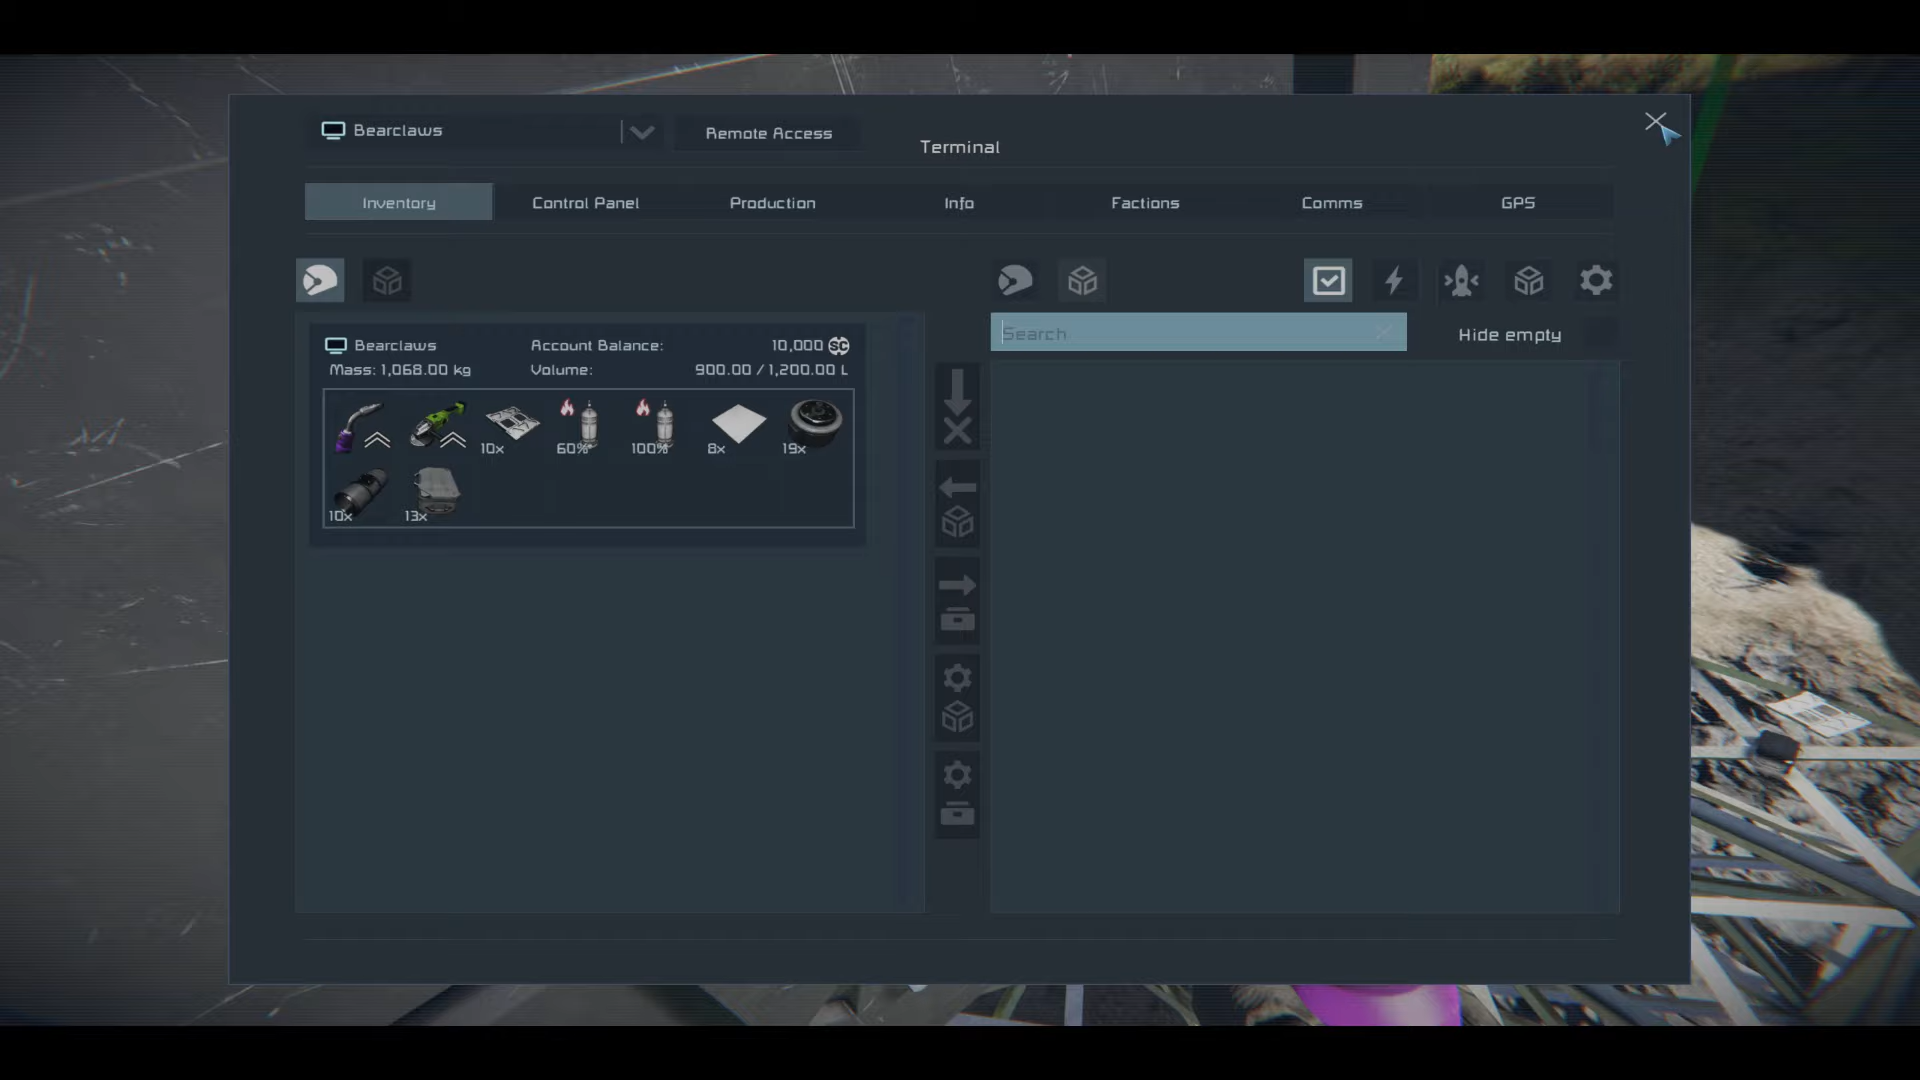 Bearclaws
Remote Access
Terminal
Inventory
Control Panel
Production
Info
Factions
Comms
GPS
Bearclaws
Account Balance:
10,000 SC
Mass: 1,068.00 kg
Volume:
900.00 / 1,200.00 L
10x
60%
100%
8x
19x
10x
13x
Search
Hide empty